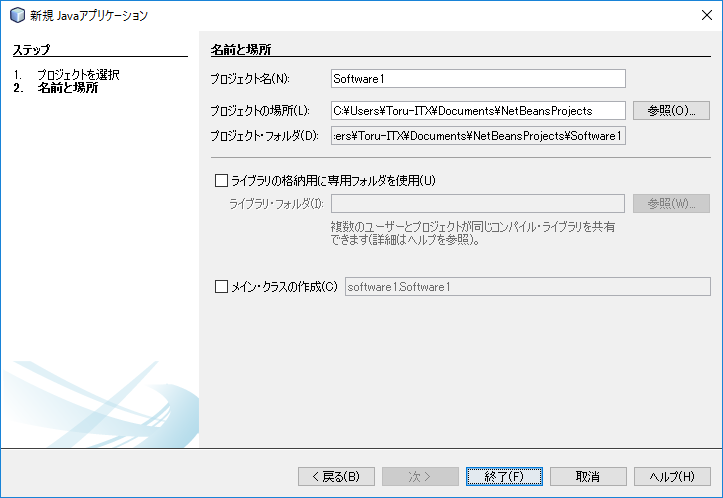 新規 Javaアプリケーション
ステップ
1. プロジェクトを選択
2. 名前と場所
名前と場所
プロジェクト名(N): Software1
プロジェクトの場所(L): C:¥Users¥Toru-ITX¥Documents¥NetBeansProjects 参照(O)...
プロジェクト・フォルダ(D): :ers¥Toru-ITX¥Documents¥NetBeansProjects¥Software1
ライブラリの格納用に専用フォルダを使用(U)
ライブラリ・フォルダ(I): 参照(W)...
複数のユーザーとプロジェクトが同じコンパイル・ライブラリを共有
できます(詳細はヘルプを参照)。
メイン・クラスの作成(C) software1.Software1
< 戻る(B) 次 > 終了(F) 取消 ヘルプ(H)